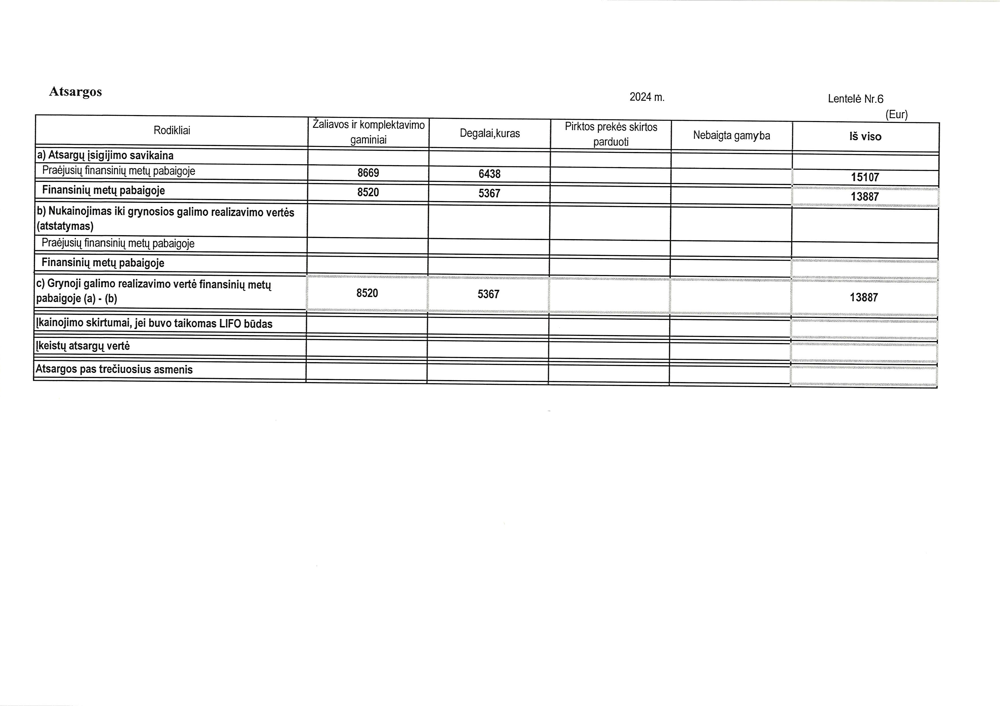 Atsargos
2024 m.
Lentelė Nr.6
(Eur)
Rodikliai
Žaliavos ir komplektavimo
gaminiai
Degalai,kuras
Pirktos prekės skirtos
parduoti
Nebaigta gamyba
Iš viso
a) Atsargų įsigijimo savikaina
Praėjusių finansinių metų pabaigoje 8669 6438 15107
Finansinių metų pabaigoje 8520 5367 13887
b) Nukainojimas iki grynosios galimo realizavimo vertės
(atstatymas)
Praėjusių finansinių metų pabaigoje
Finansinių metų pabaigoje
c) Grynoji galimo realizavimo vertė finansinių metų
pabaigoje (a) - (b) 8520 5367 13887
Įkainojimo skirtumai, jei buvo taikomas LIFO būdas
Įkeistų atsargų vertė
Atsargos pas trečiuosius asmenis